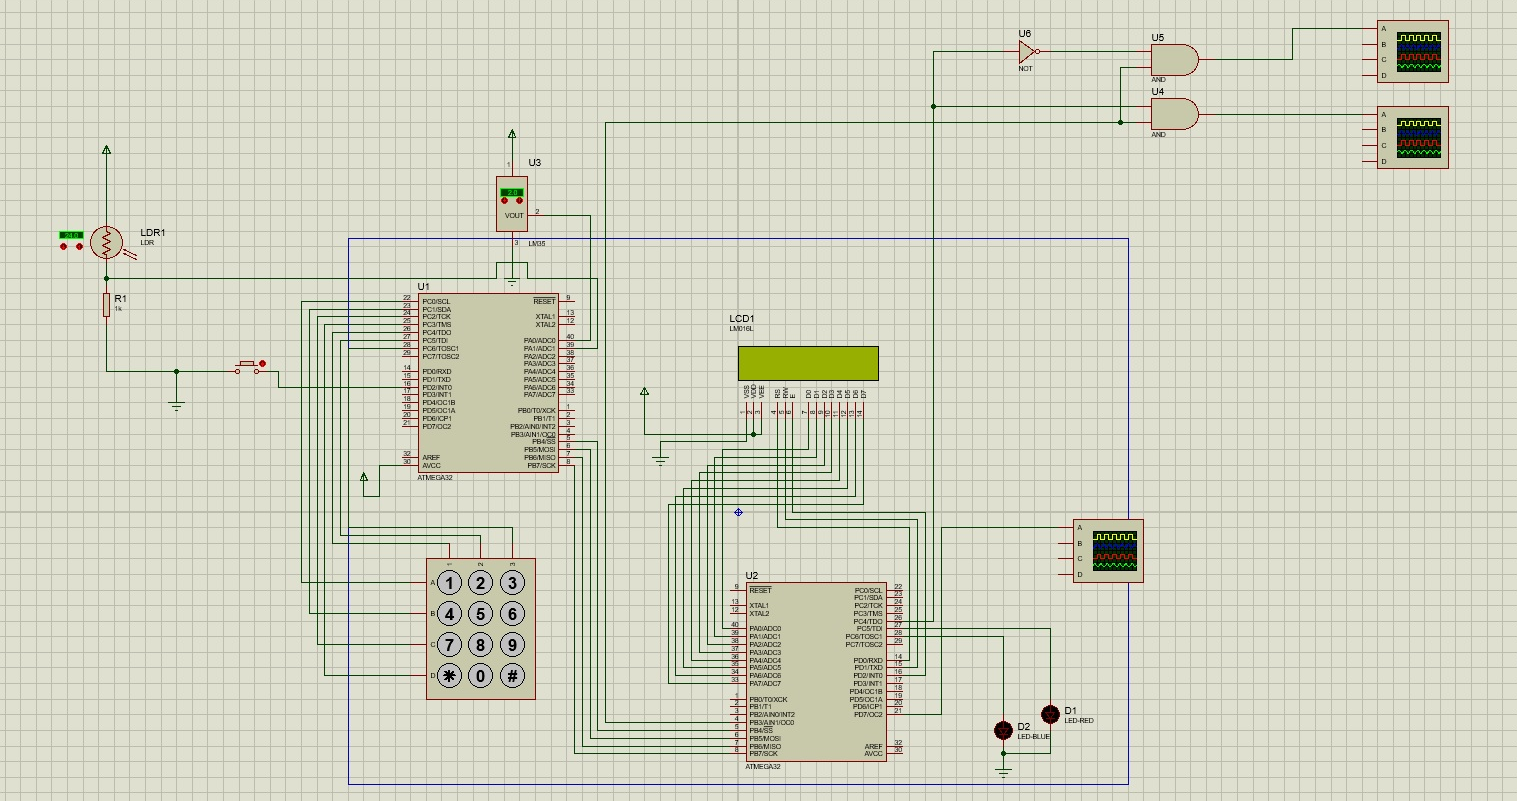 U6
NOT
U5
AND
A
B
C
D
U4
AND
A
B
C
D
U3
1
2.0
VOUT
2
3
LM35
LDR1
LDR
R1
1k
U1
22 PC0/SCL RESET 9
23 PC1/SDA
24 PC2/TCK XTAL1 13
25 PC3/TMS XTAL2 12
26 PC4/TDO
27 PC5/TDI PA0/ADC0 40
28 PC6/TOSC1 PA1/ADC1 39
29 PC7/TOSC2 PA2/ADC2 38
PA3/ADC3 37
14 PD0/RXD PA4/ADC4 36
15 PD1/TXD PA5/ADC5 35
16 PD2/INT0 PA6/ADC6 34
17 PD3/INT1 PA7/ADC7 33
18 PD4/OC1B
19 PD5/OC1A PB0/T0/XCK 1
20 PD6/ICP1 PB1/T1 2
21 PD7/OC2 PB2/AIN0/INT2 3
PB3/AIN1/OC0 4
PB4/SS 5
PB5/MOSI 6
32 AREF PB6/MISO 7
30 AVCC PB7/SCK 8
ATMEGA32
LCD1
LM016L
VSS VDD VEE RS RW E D0 D1 D2 D3 D4 D5 D6 D7
1 2 3 4 5 6 7 8 9 10 11 12 13 14
A
B
C
D
1 2 3
A 1 2 3
B 4 5 6
C 7 8 9
D * 0 #
U2
9 RESET PC0/SCL 22
PC1/SDA 23
13 XTAL1 PC2/TCK 24
12 XTAL2 PC3/TMS 25
PC4/TDO 26
40 PA0/ADC0 PC5/TDI 27
39 PA1/ADC1 PC6/TOSC1 28
38 PA2/ADC2 PC7/TOSC2 29
37 PA3/ADC3
36 PA4/ADC4 PD0/RXD 14
35 PA5/ADC5 PD1/TXD 15
34 PA6/ADC6 PD2/INT0 16
33 PA7/ADC7 PD3/INT1 17
PD4/OC1B 18
1 PB0/T0/XCK PD5/OC1A 19
2 PB1/T1 PD6/ICP1 20
3 PB2/AIN0/INT2 PD7/OC2 21
4 PB3/AIN1/OC0
5 PB4/SS
6 PB5/MOSI
7 PB6/MISO AREF 32
8 PB7/SCK AVCC 30
ATMEGA32
D1
LED-RED
D2
LED-BLUE